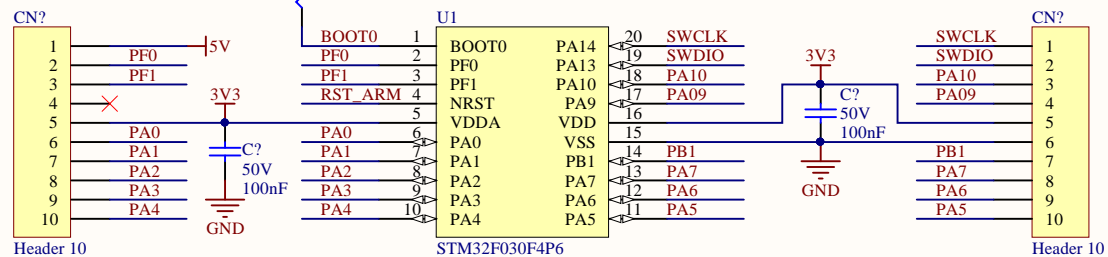 CN?
1
2
3
4
5
6
7
8
9
10
Header 10
5V
PF0
PF1
3V3
PA0
PA1
PA2
PA3
PA4
C?
50V
100nF
GND
BOOT0
PF0
PF1
RST_ARM
PA0
PA1
PA2
PA3
PA4
U1
1 BOOT0 PA14 20
2 PF0 PA13 19
3 PF1 PA10 18
4 NRST PA9 17
5 VDDA VDD 16
6 PA0 VSS 15
7 PA1 PB1 14
8 PA2 PA7 13
9 PA3 PA6 12
10 PA4 PA5 11
STM32F030F4P6
SWCLK
SWDIO
PA10
PA09
PB1
PA7
PA6
PA5
3V3
C?
50V
100nF
GND
SWCLK
SWDIO
PA10
PA09
PB1
PA7
PA6
PA5
CN?
1
2
3
4
5
6
7
8
9
10
Header 10